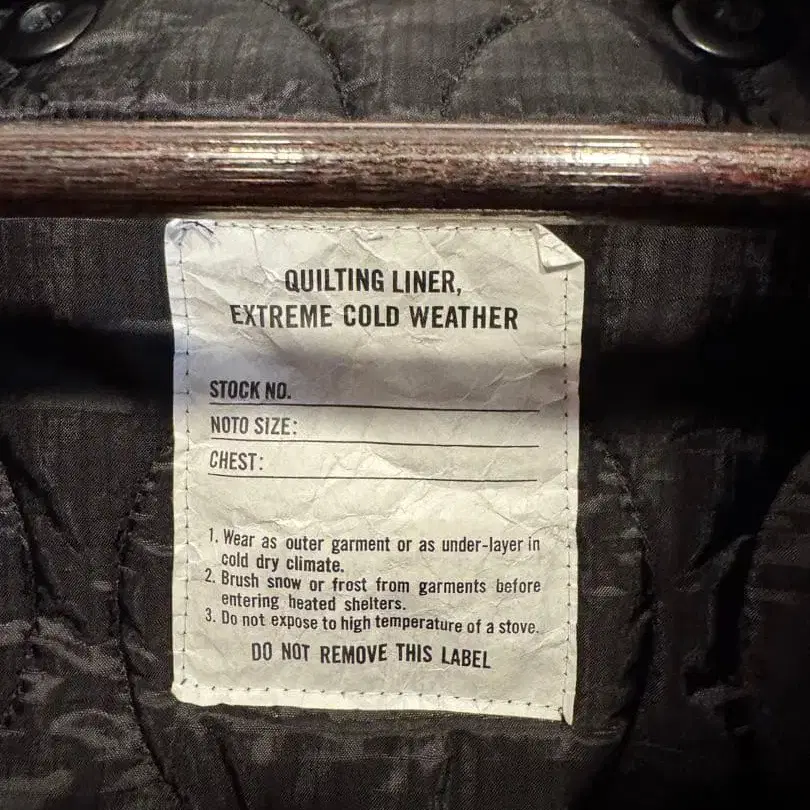 QUILTING LINER,
EXTREME COLD WEATHER
STOCK NO.
NOTO SIZE:
CHEST:
1. Wear as outer garment or as under-layer in
cold dry climate.
2. Brush snow or frost from garments before
entering heated shelters.
3. Do not expose to high temperature of a stove.
DO NOT REMOVE THIS LABEL